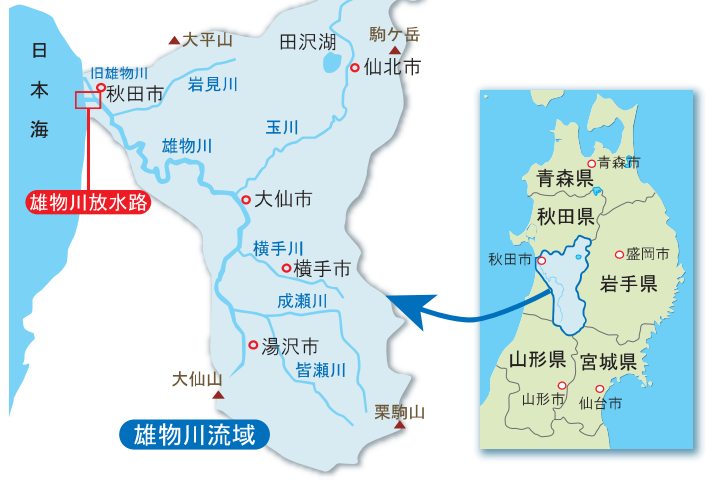 日本海
大平山
田沢湖
駒ケ岳
仙北市
旧雄物川
秋田市
岩見川
玉川
雄物川
雄物川放水路
大仙市
横手川
横手市
成瀬川
湯沢市
皆瀬川
大仙山
栗駒山
雄物川流域
青森市
青森県
秋田県
秋田市
盛岡市
岩手県
山形県
宮城県
山形市
仙台市